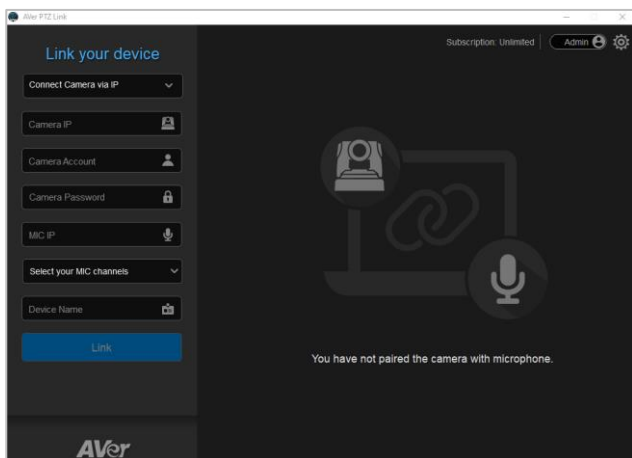 AVer PTZ Link
Link your device
Subscription: Unlimited
Admin
Connect Camera via IP
Camera IP
Camera Account
Camera Password
MIC IP
Select your MIC channels
Device Name
Link
You have not paired the camera with microphone.
AVer